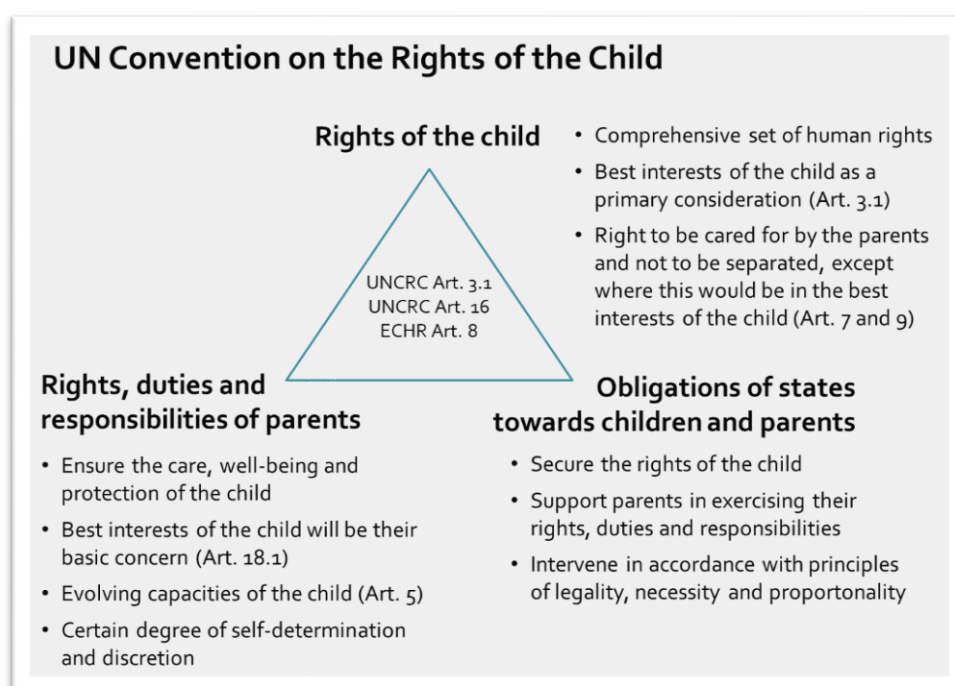 UN Convention on the Rights of the Child
Rights of the child
• Comprehensive set of human rights
• Best interests of the child as a
primary consideration (Art. 3.1)
• Right to be cared for by the parents
and not to be separated, except
where this would be in the best
interests of the child (Art. 7 and 9)
UNCRC Art. 3.1
UNCRC Art. 16
ECHR Art. 8
Rights, duties and
responsibilities of parents
• Ensure the care, well-being and
protection of the child
• Best interests of the child will be their
basic concern (Art. 18.1)
• Evolving capacities of the child (Art. 5)
• Certain degree of self-determination
and discretion
Obligations of states
towards children and parents
• Secure the rights of the child
• Support parents in exercising their
rights, duties and responsibilities
• Intervene in accordance with principles
of legality, necessity and proportonality